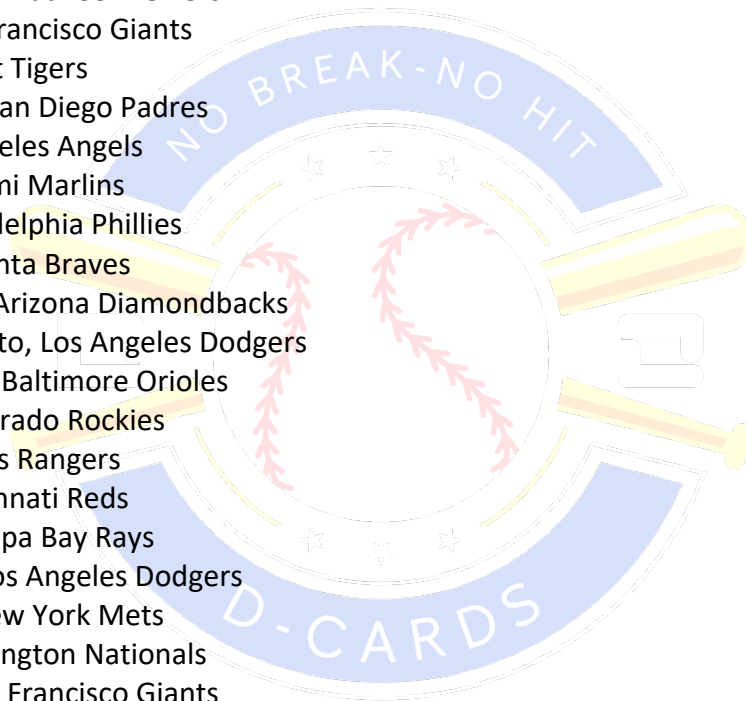 rancisco Giants
t Tigers
an Diego Padres
eles Angels
mi Marlins
delphia Phillies
nta Braves
Arizona Diamondbacks
to, Los Angeles Dodgers
Baltimore Orioles
rado Rockies
s Rangers
nnati Reds
pa Bay Rays
os Angeles Dodgers
ew York Mets
ington Nationals
Francisco Giants
NO BREAK-NO HIT
D-CARDS